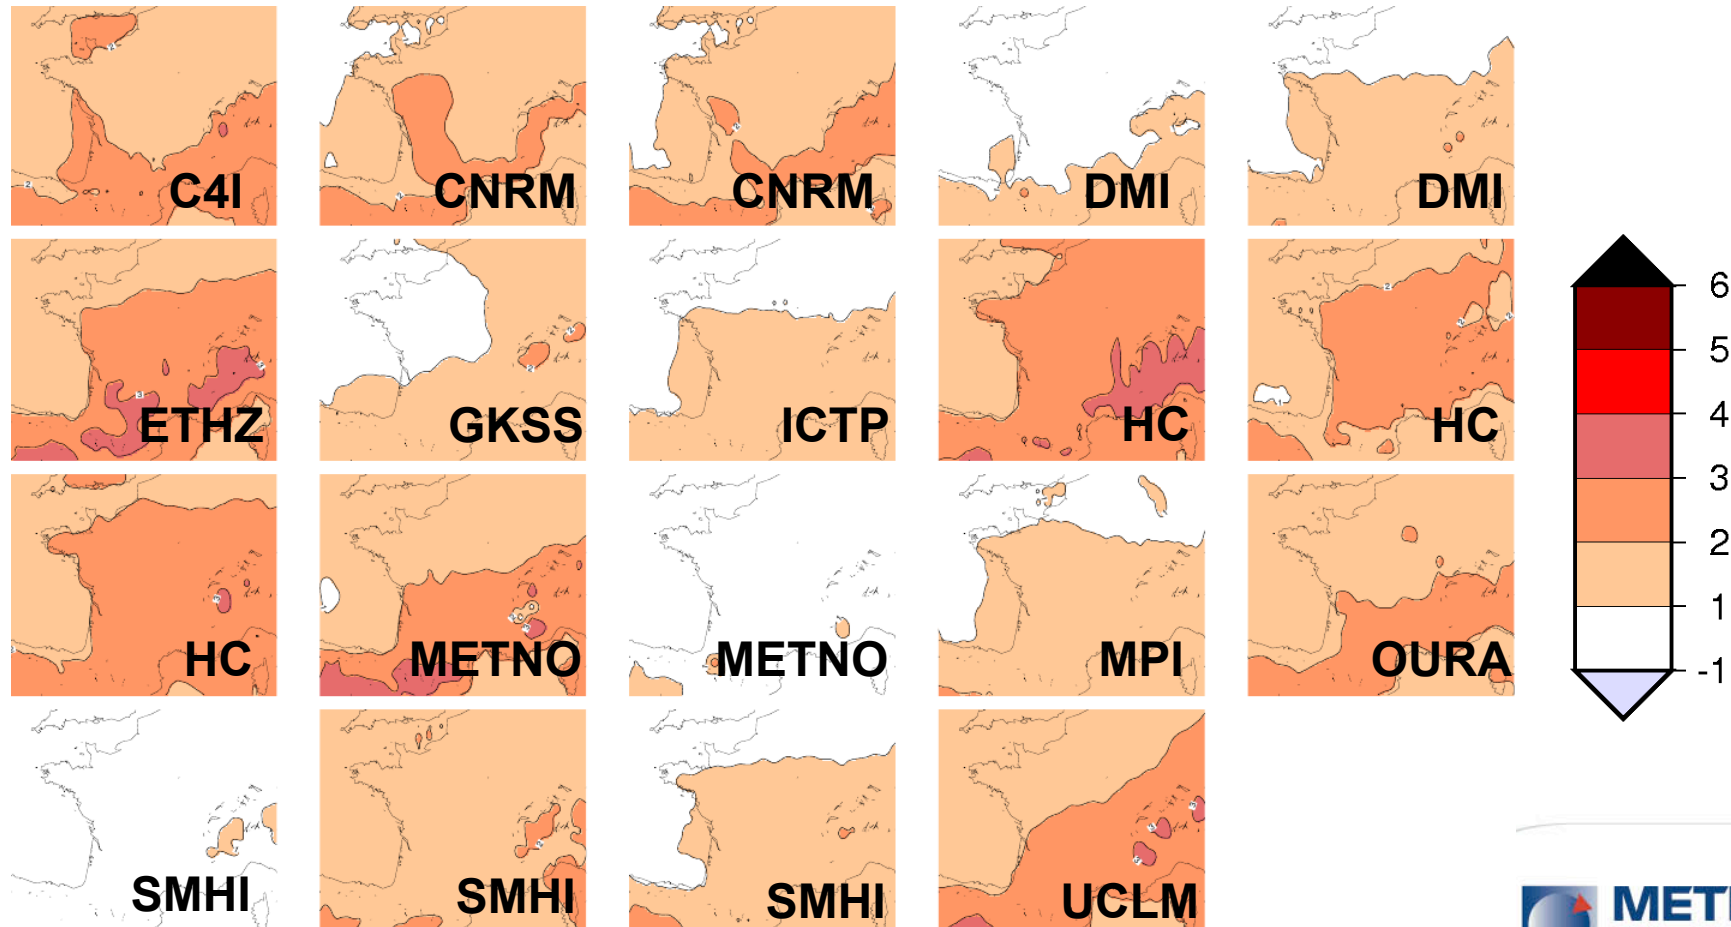 C4I
CNRM
CNRM
DMI
DMI
ETHZ
GKSS
ICTP
HC
HC
HC
METNO
METNO
MPI
OURA
SMHI
SMHI
SMHI
UCLM
6
5
4
3
2
1
-1